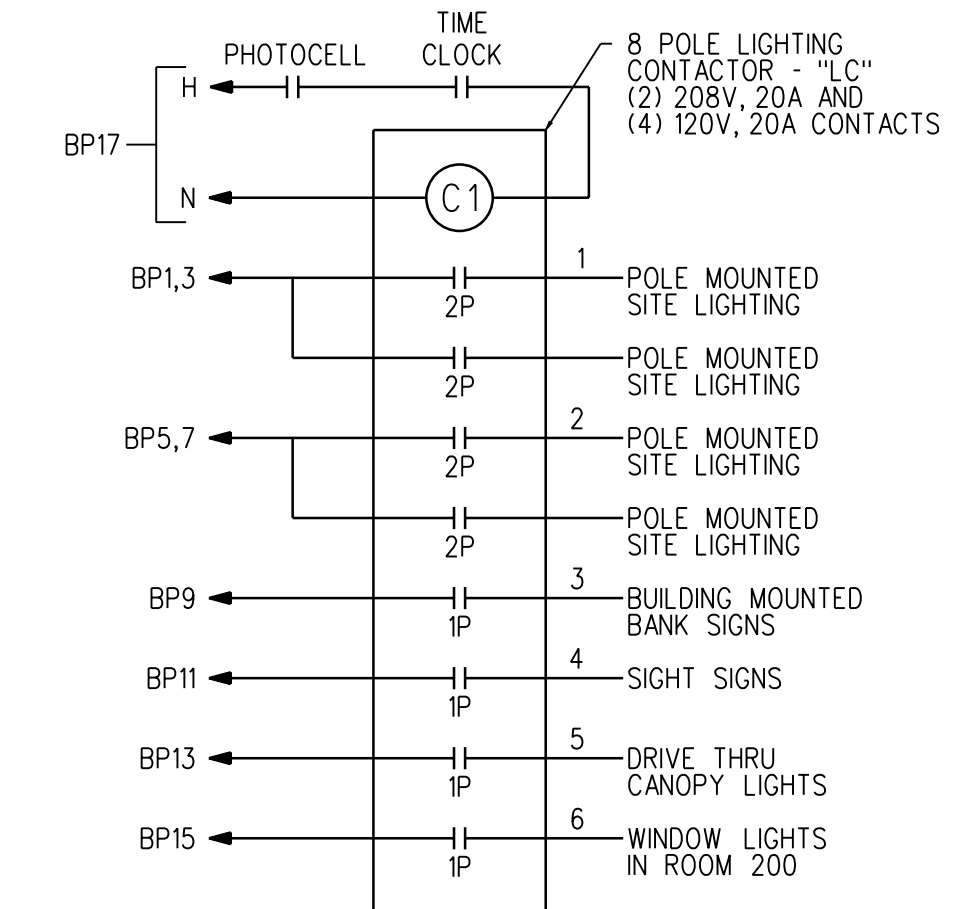 TIME
CLOCK
PHOTOCELL
8 POLE LIGHTING
CONTACTOR - "LC"
(2) 208V, 20A AND
(4) 120V, 20A CONTACTS
H
BP17
N
C1
BP1,3
1
2P
POLE MOUNTED
SITE LIGHTING
2P
POLE MOUNTED
SITE LIGHTING
BP5,7
2
2P
POLE MOUNTED
SITE LIGHTING
2P
POLE MOUNTED
SITE LIGHTING
BP9
3
1P
BUILDING MOUNTED
BANK SIGNS
BP11
4
1P
SIGHT SIGNS
BP13
5
1P
DRIVE THRU
CANOPY LIGHTS
BP15
6
1P
WINDOW LIGHTS
IN ROOM 200